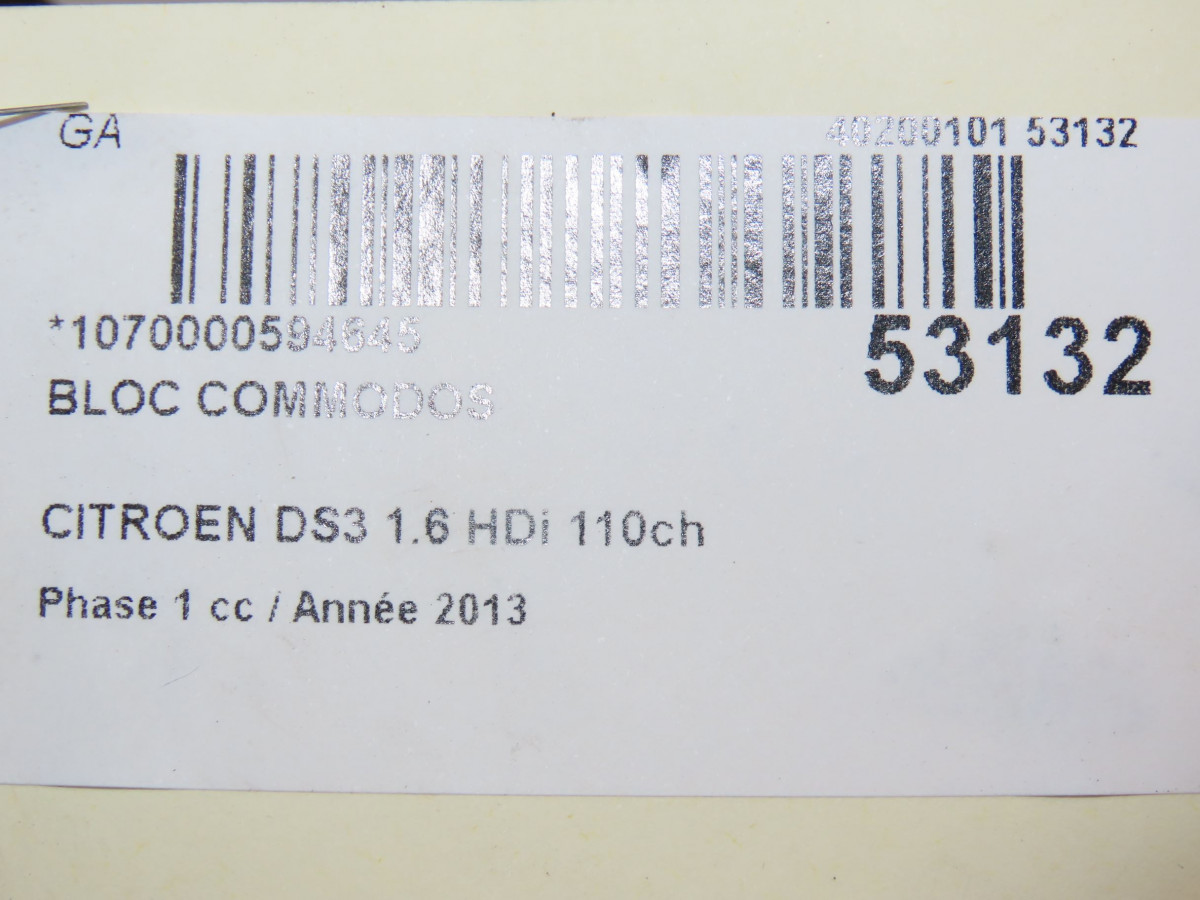 GA
40200101 53132
*1070000594645
53132
BLOC COMMODOS
CITROEN DS3 1.6 HDi 110ch
Phase 1 cc / Année 2013